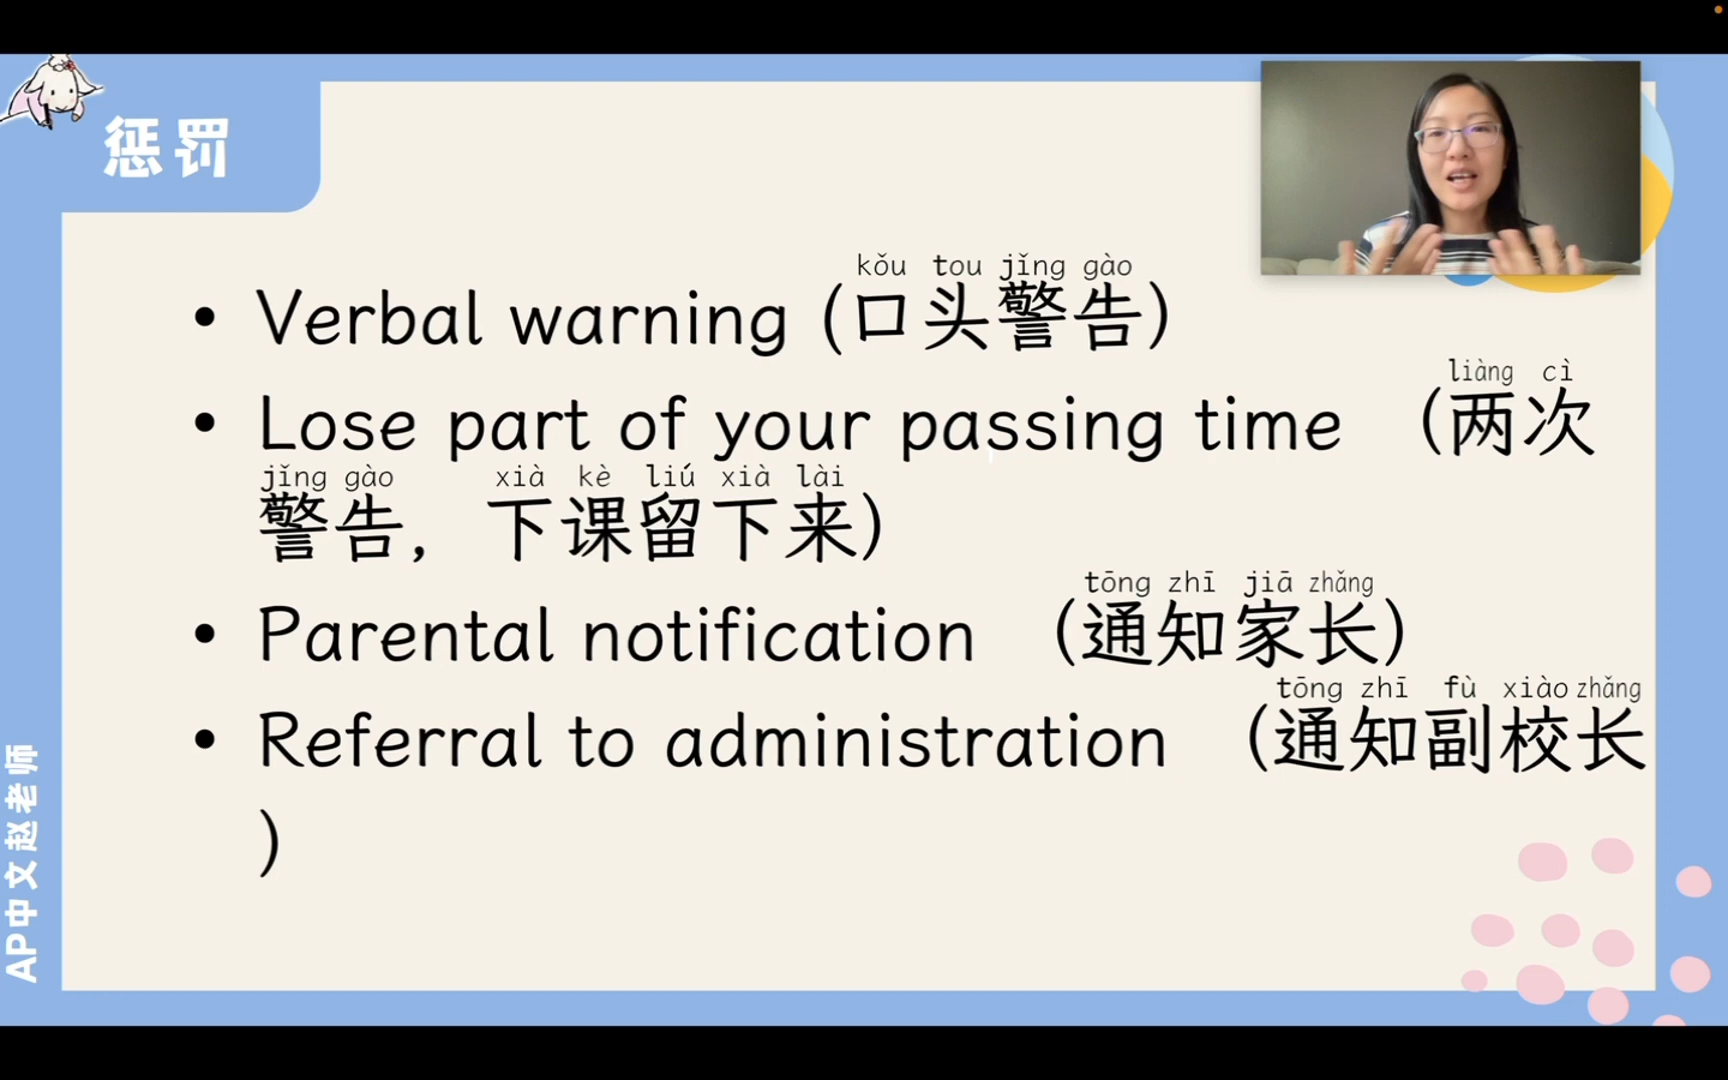 惩罚
kǒu tou jǐng gào
• Verbal warning (口头警告)
liàng cì
• Lose part of your passing time (两次
jǐng gào xià kè liú xià lài
警告, 下课留下来)
tōng zhī jiā zhǎng
• Parental notification (通知家长)
tōng zhī fù xiào zhǎng
• Referral to administration (通知副校长
)
AP中文赵老师